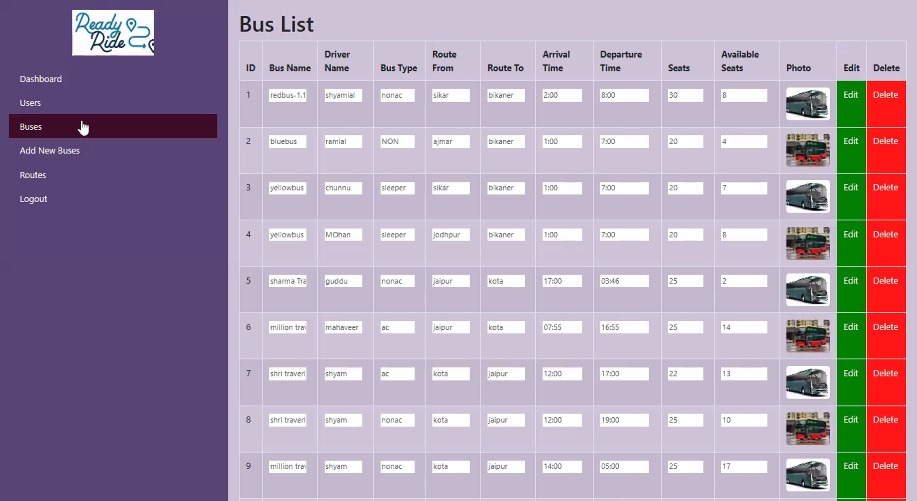 Ready
Ride
Dashboard
Users
Buses
Add New Buses
Routes
Logout
Bus List
ID Bus Name Driver Name Bus Type Route From Route To Arrival Time Departure Time Seats Available Seats Photo Edit Delete
1 redbus-1.1 shyamlal nonac sikar bikaner 2:00 8:00 30 8 Edit Delete
2 bluebus ramlal NON ajmar bikaner 1:00 7:00 20 4 Edit Delete
3 yellowbus chunnu sleeper sikar bikaner 1:00 7:00 20 7 Edit Delete
4 yellowbus MOhan sleeper jodhpur bikaner 1:00 7:00 20 8 Edit Delete
5 sharma Tra guddu nonac jaipur kota 17:00 03:46 25 2 Edit Delete
6 million trav mahaveer ac jaipur kota 07:55 16:55 25 14 Edit Delete
7 shri traverl shyam ac kota jaipur 12:00 17:00 22 13 Edit Delete
8 shri traverl shyam nonac kota jaipur 12:00 19:00 25 10 Edit Delete
9 million trav shyam nonac kota jaipur 14:00 05:00 25 17 Edit Delete